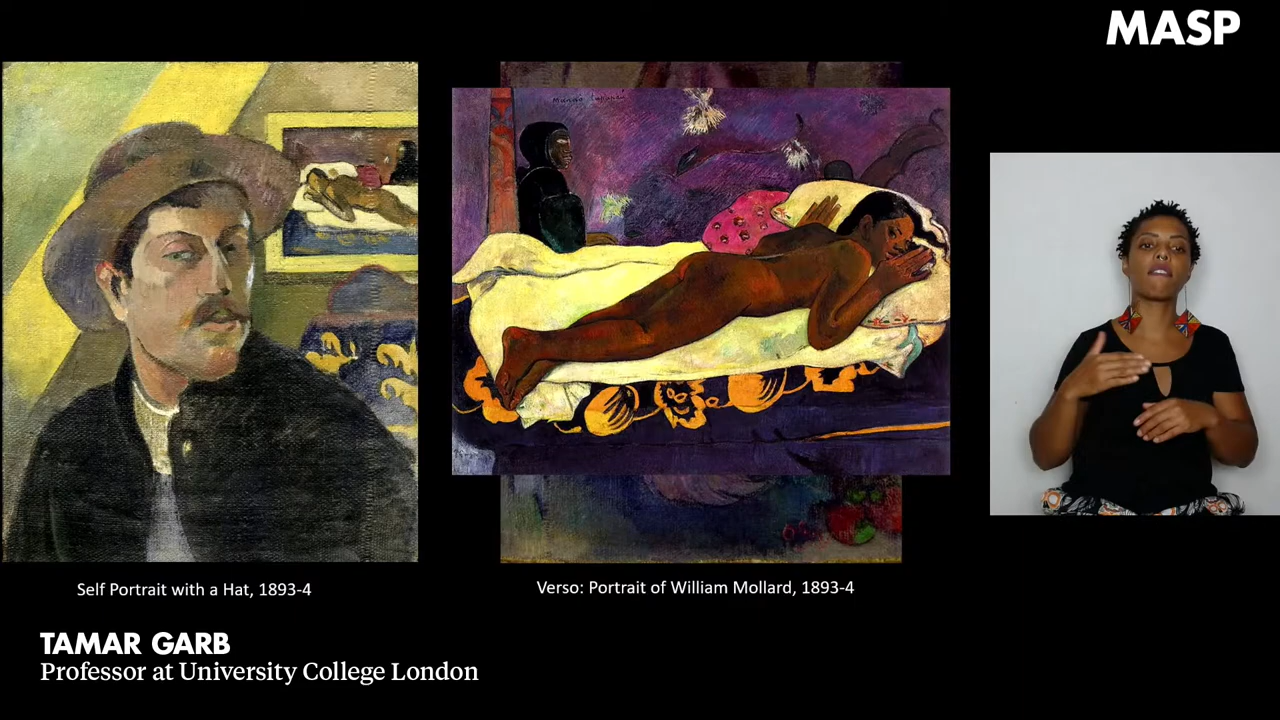 MASP
Self Portrait with a Hat, 1893-4
Verso: Portrait of William Mollard, 1893-4
TAMAR GARB
Professor at University College London